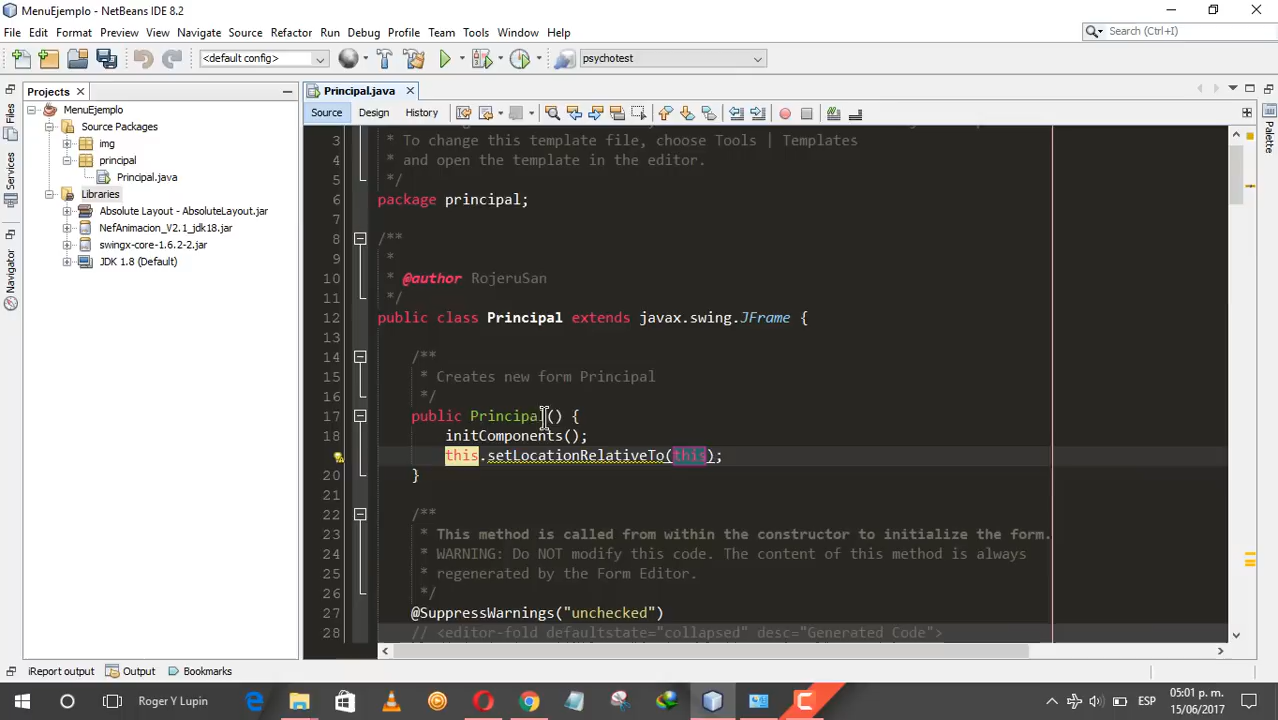 MenuEjemplo - NetBeans IDE 8.2
File Edit Format Preview View Navigate Source Refactor Run Debug Profile Team Tools Window Help
Search (Ctrl+I)
<default config>
psychotest
Projects
Principal.java
Files
Services
Navigator
Palette
MenuEjemplo
Source Packages
img
principal
Principal.java
Libraries
Absolute Layout - AbsoluteLayout.jar
NefAnimacion_V2.1_jdk18.jar
swingx-core-1.6.2-2.jar
JDK 1.8 (Default)
Source Design History
3 * To change this template file, choose Tools | Templates
4 * and open the template in the editor.
5 */
6 package principal;
7
8 /**
9 *
10 * @author RojeruSan
11 */
12 public class Principal extends javax.swing.JFrame {
13
14 /**
15 * Creates new form Principal
16 */
17 public Principal() {
18 initComponents();
this.setLocationRelativeTo(this);
20 }
21
22 /**
23 * This method is called from within the constructor to initialize the form.
24 * WARNING: Do NOT modify this code. The content of this method is always
25 * regenerated by the Form Editor.
26 */
27 @SuppressWarnings("unchecked")
28 // <editor-fold defaultstate="collapsed" desc="Generated Code">
iReport output Output Bookmarks
Roger Y Lupin
ESP
05:01 p. m.
15/06/2017